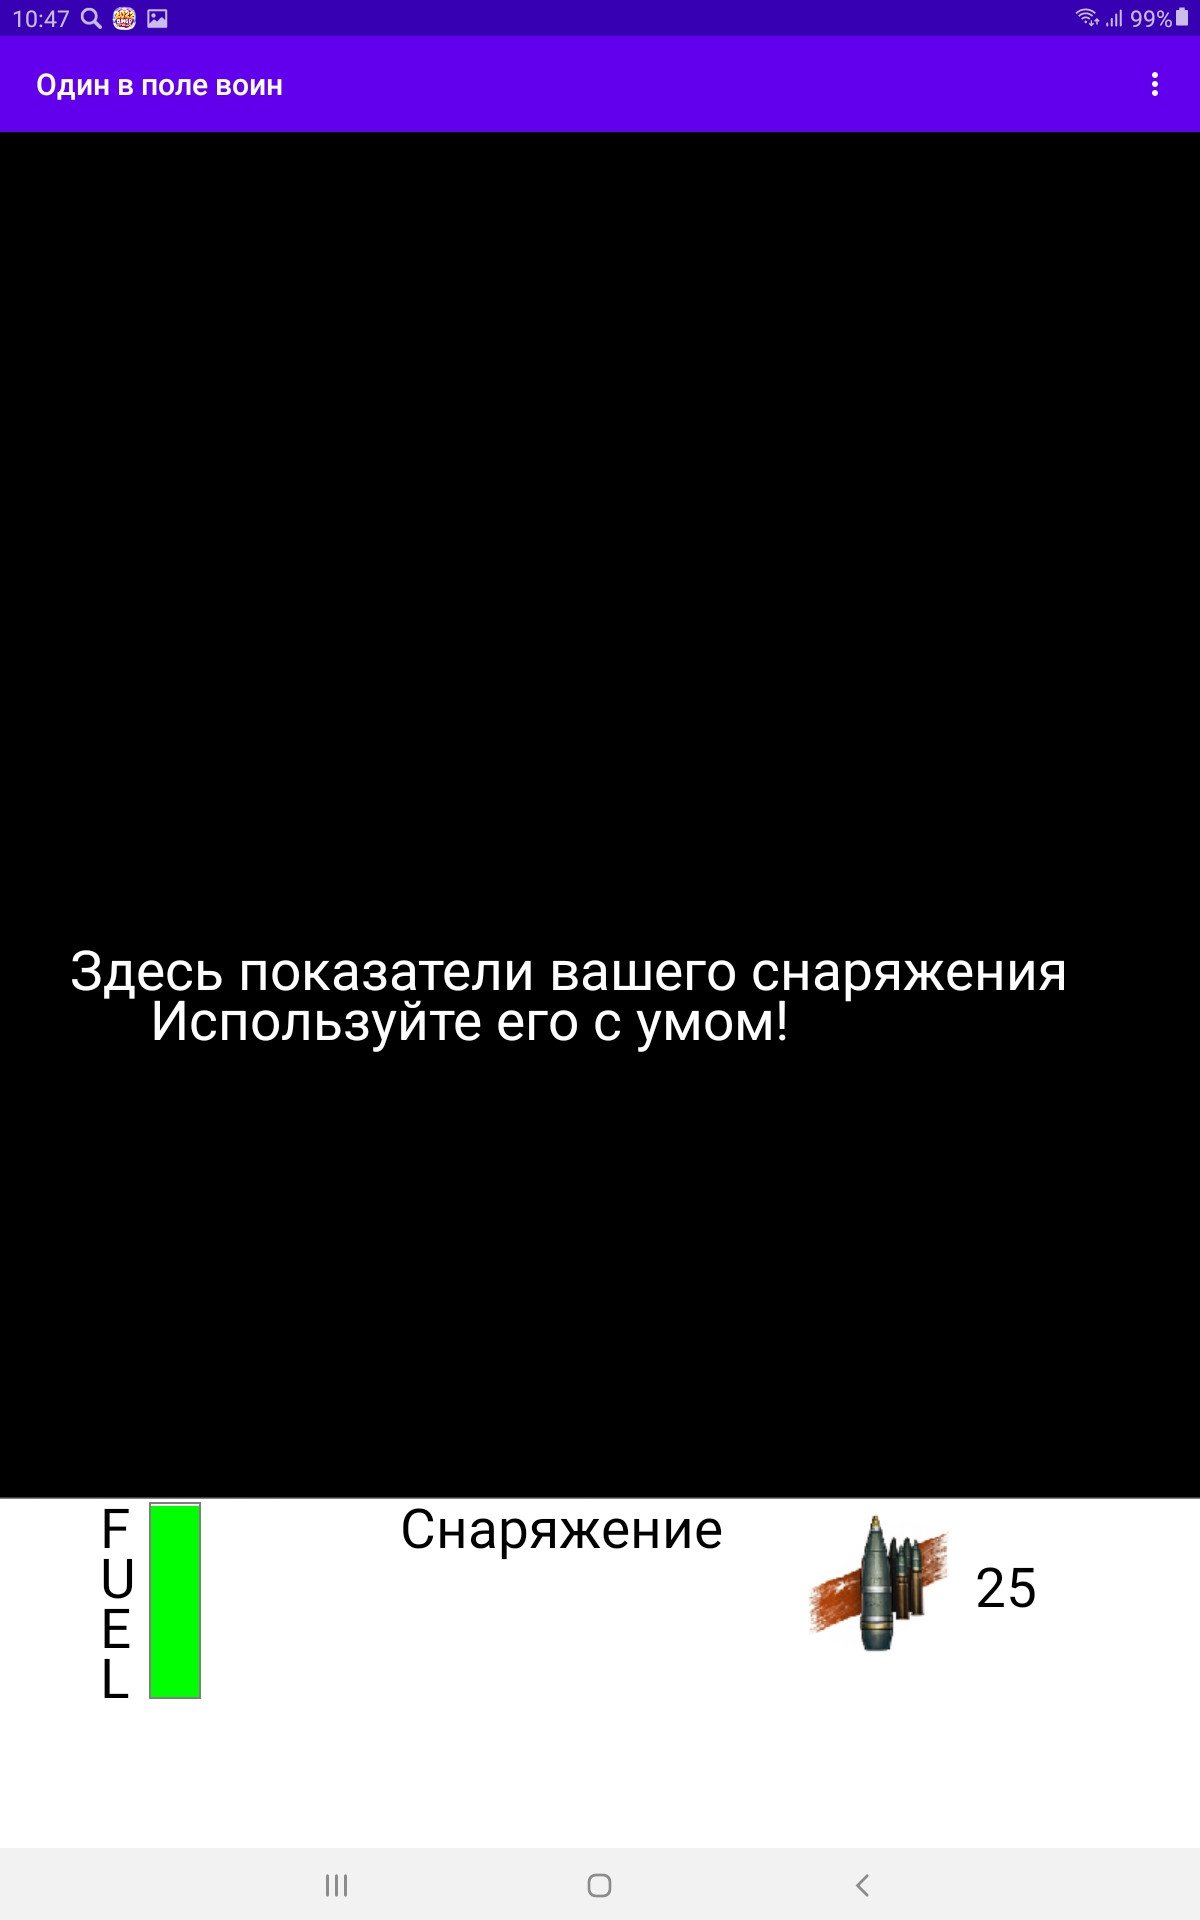 10:47
99%
Один в поле воин
Здесь показатели вашего снаряжения
Используйте его с умом!
F
U
E
L
Снаряжение
25